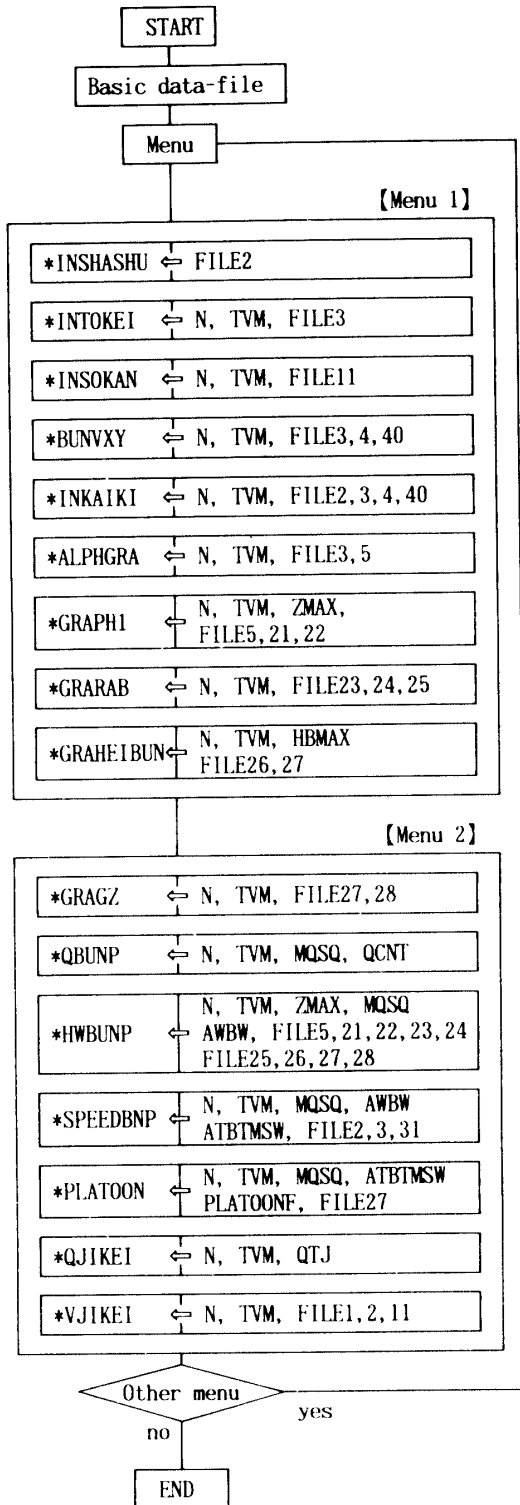 START
Basic data-file
Menu
【Menu 1】
*INSHASHU ⇦ FILE2
*INTOKEI ⇦ N, TVM, FILE3
*INSOKAN ⇦ N, TVM, FILE11
*BUNVXY ⇦ N, TVM, FILE3,4,40
*INKAIKI ⇦ N, TVM, FILE2,3,4,40
*ALPHGRA ⇦ N, TVM, FILE3,5
*GRAPH1 ⇦ N, TVM, ZMAX,
FILE5,21,22
*GRARAB ⇦ N, TVM, FILE23,24,25
*GRAHEIBUN ⇦ N, TVM, HBMAX
FILE26,27
【Menu 2】
*GRAGZ ⇦ N, TVM, FILE27,28
*QBUNP ⇦ N, TVM, MQSQ, QCNT
*HWBUNP ⇦ N, TVM, ZMAX, MQSQ
AWBW, FILE5,21,22,23,24
FILE25,26,27,28
*SPEEDBNP ⇦ N, TVM, MQSQ, AWBW
ATBTMSW, FILE2,3,31
*PLATOON ⇦ N, TVM, MQSQ, ATBTMSW
PLATOONF, FILE27
*QJIKEI ⇦ N, TVM, QTJ
*VJIKEI ⇦ N, TVM, FILE1,2,11
Other menu
yes
no
END